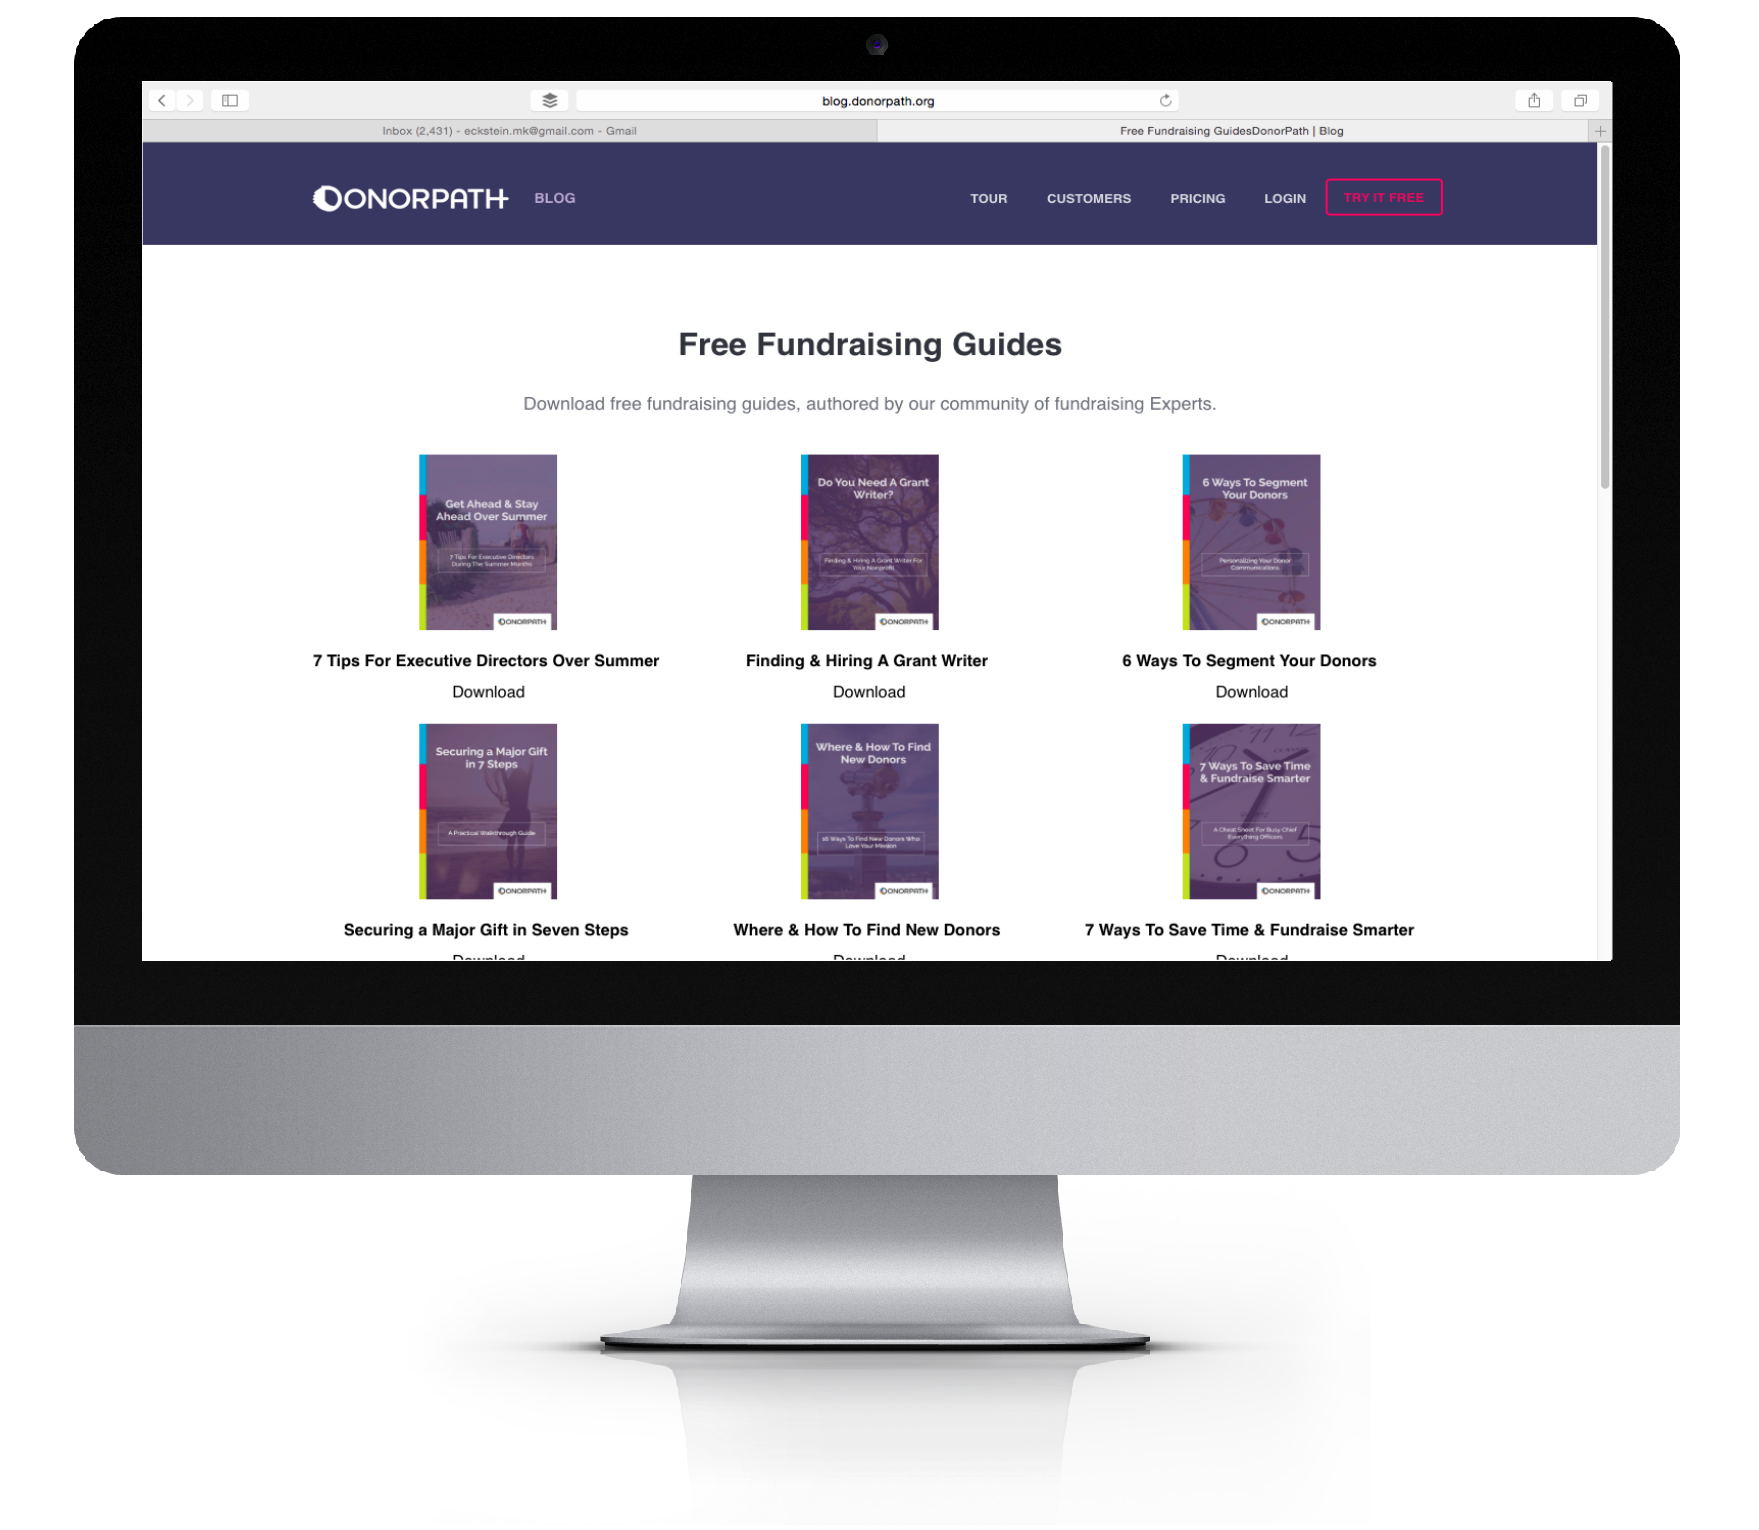 blog.donorpath.org
Inbox (2,431) - eckstein.mk@gmail.com - Gmail
Free Fundraising GuidesDonorPath | Blog
DONORPATH BLOG TOUR CUSTOMERS PRICING LOGIN TRY IT FREE
Free Fundraising Guides
Download free fundraising guides, authored by our community of fundraising Experts.
Get Ahead & Stay
Ahead Over Summer
7 Tips For Executive Directors
During The Summer Months
DONORPATH
Do You Need A Grant
Writer?
Finding & Hiring A Grant Writer For
Your Nonprofit
DONORPATH
6 Ways To Segment
Your Donors
Personalizing Your Donor
Communications
DONORPATH
7 Tips For Executive Directors Over Summer
Download
Finding & Hiring A Grant Writer
Download
6 Ways To Segment Your Donors
Download
Securing a Major Gift
in 7 Steps
A Practical Walkthrough Guide
DONORPATH
Where & How To Find
New Donors
16 Ways To Find New Donors Who
Love Your Mission
DONORPATH
7 Ways To Save Time
& Fundraise Smarter
A Cheat Sheet For Busy Chief
Everything Officers
DONORPATH
Securing a Major Gift in Seven Steps
Download
Where & How To Find New Donors
Download
7 Ways To Save Time & Fundraise Smarter
Download